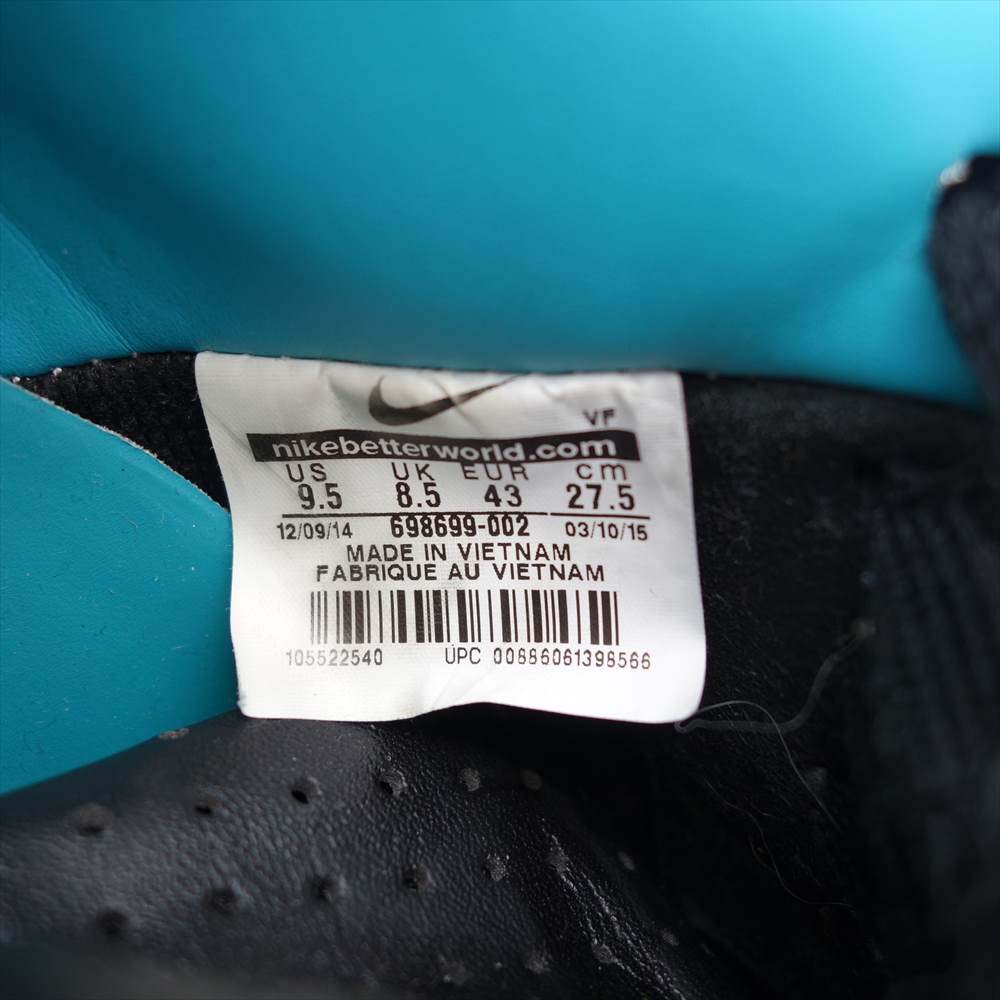 VF
nikebetterworld.com
US UK EUR cm
9.5 8.5 43 27.5
12/09/14 698699-002 03/10/15
MADE IN VIETNAM
FABRIQUE AU VIETNAM
105522540 UPC 00886061398566